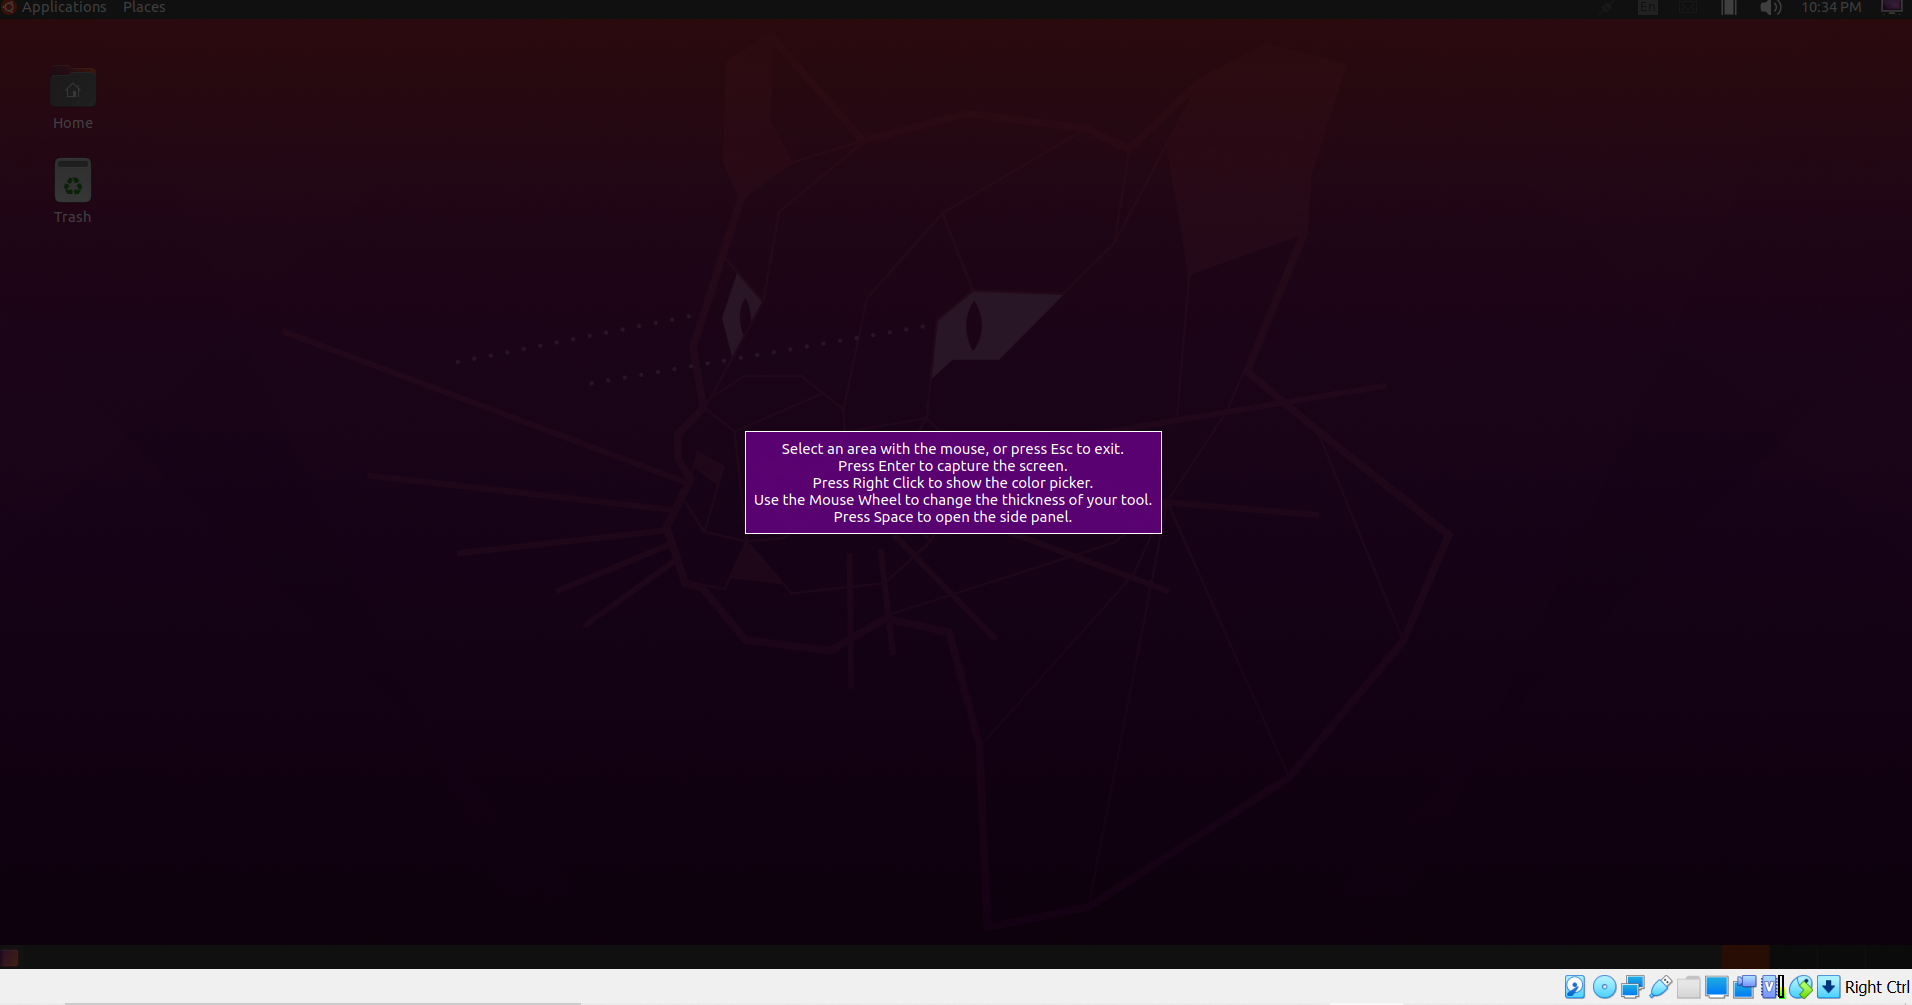 Applications Places
En
10:34 PM
Home
Trash
Select an area with the mouse, or press Esc to exit.
Press Enter to capture the screen.
Press Right Click to show the color picker.
Use the Mouse Wheel to change the thickness of your tool.
Press Space to open the side panel.
Right Ctrl